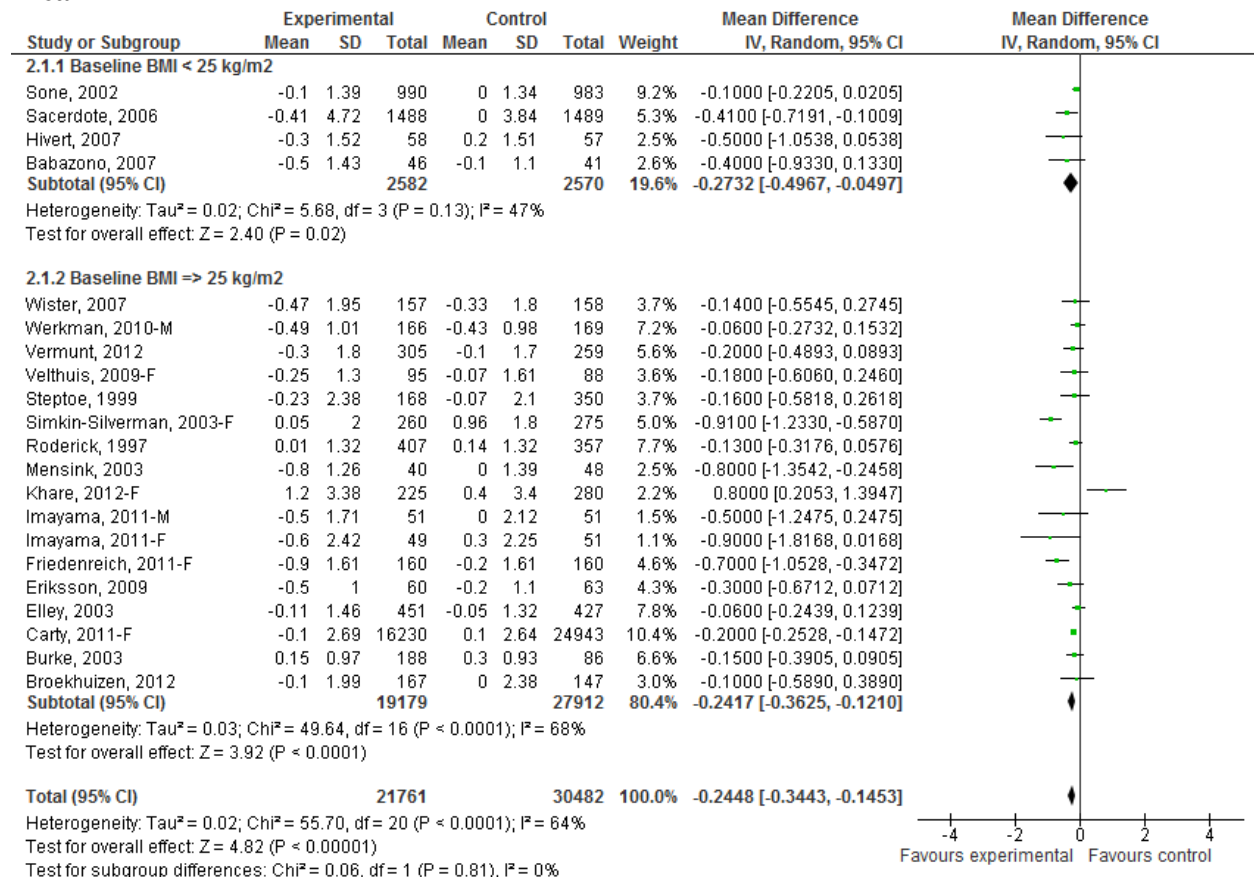 Experimental Control Mean Difference Mean Difference
Study or Subgroup Mean SD Total Mean SD Total Weight IV, Random, 95% CI IV, Random, 95% CI
2.1.1 Baseline BMI < 25 kg/m2
Sone, 2002 -0.1 1.39 990 0 1.34 983 9.2% -0.1000 [-0.2205, 0.0205]
Sacerdote, 2006 -0.41 4.72 1488 0 3.84 1489 5.3% -0.4100 [-0.7191, -0.1009]
Hivert, 2007 -0.3 1.52 58 0.2 1.51 57 2.5% -0.5000 [-1.0538, 0.0538]
Babazono, 2007 -0.5 1.43 46 -0.1 1.1 41 2.6% -0.4000 [-0.9330, 0.1330]
Subtotal (95% CI) 2582 2570 19.6% -0.2732 [-0.4967, -0.0497]
Heterogeneity: Tau² = 0.02; Chi² = 5.68, df = 3 (P = 0.13); I² = 47%
Test for overall effect: Z = 2.40 (P = 0.02)
2.1.2 Baseline BMI => 25 kg/m2
Wister, 2007 -0.47 1.95 157 -0.33 1.8 158 3.7% -0.1400 [-0.5545, 0.2745]
Werkman, 2010-M -0.49 1.01 166 -0.43 0.98 169 7.2% -0.0600 [-0.2732, 0.1532]
Vermunt, 2012 -0.3 1.8 305 -0.1 1.7 259 5.6% -0.2000 [-0.4893, 0.0893]
Velthuis, 2009-F -0.25 1.3 95 -0.07 1.61 88 3.6% -0.1800 [-0.6060, 0.2460]
Steptoe, 1999 -0.23 2.38 168 -0.07 2.1 350 3.6% -0.1600 [-0.5818, 0.2618]
Simkin-Silverman, 2003-F 0.05 2 260 0.96 1.8 275 5.0% -0.9100 [-1.2330, -0.5870]
Roderick, 1997 0.01 1.32 407 0.14 1.32 357 7.7% -0.1300 [-0.3176, 0.0576]
Mensink, 2003 -0.8 1.26 40 0 1.39 48 2.5% -0.8000 [-1.3542, -0.2458]
Khare, 2012-F 1.2 3.38 225 0.4 3.4 280 2.2% 0.8000 [0.2053, 1.3947]
Imayama, 2011-M -0.5 1.71 51 0 2.12 51 1.5% -0.5000 [-1.2475, 0.2475]
Imayama, 2011-F -0.6 2.42 49 0.3 2.25 51 1.1% -0.9000 [-1.8168, 0.0168]
Friedenreich, 2011-F -0.9 1.61 160 -0.2 1.61 160 4.6% -0.7000 [-1.0528, -0.3472]
Eriksson, 2009 -0.5 1 60 -0.2 1.1 63 4.3% -0.3000 [-0.6712, 0.0712]
Elley, 2003 -0.11 1.46 451 -0.05 1.32 427 7.8% -0.0600 [-0.2439, 0.1239]
Carty, 2011-F -0.1 2.69 16230 0.1 2.64 24943 10.4% -0.2000 [-0.2528, -0.1472]
Burke, 2003 0.15 0.97 188 0.3 0.93 86 6.6% -0.1500 [-0.3905, 0.0905]
Broekhuizen, 2012 -0.1 1.99 167 0 2.38 147 3.0% -0.1000 [-0.5890, 0.3890]
Subtotal (95% CI) 19179 27912 80.4% -0.2417 [-0.3625, -0.1210]
Heterogeneity: Tau² = 0.03; Chi² = 49.64, df = 16 (P < 0.0001); I² = 68%
Test for overall effect: Z = 3.92 (P < 0.0001)
Total (95% CI) 21761 30482 100.0% -0.2448 [-0.3443, -0.1453]
Heterogeneity: Tau² = 0.02; Chi² = 55.70, df = 20 (P < 0.0001); I² = 64%
Test for overall effect: Z = 4.82 (P < 0.00001)
Test for subgroup differences: Chi² = 0.06, df = 1 (P = 0.81), I² = 0%
-4 -2 0 2 4
Favours experimental Favours control